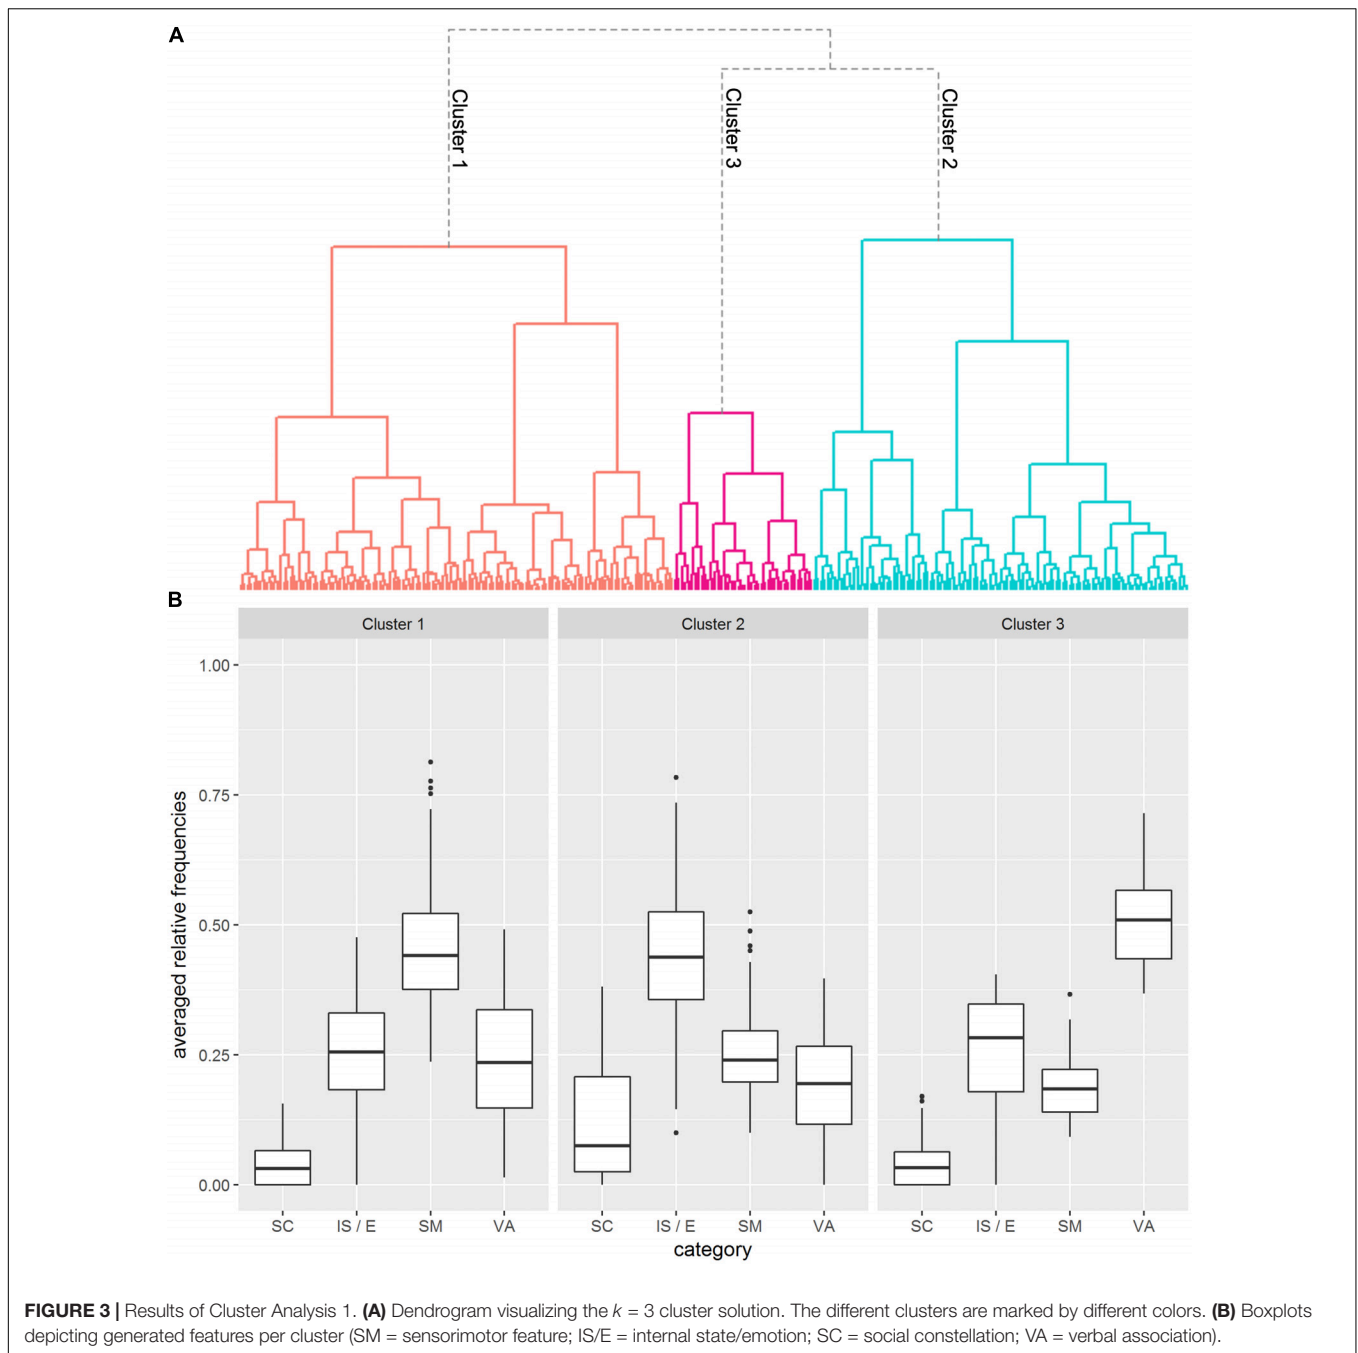 A
Cluster 1
Cluster 3
Cluster 2
B
Cluster 1 Cluster 2 Cluster 3
averaged relative frequencies
1.00
0.75
0.50
0.25
0.00
SC IS / E SM VA SC IS / E SM VA SC IS / E SM VA
category
FIGURE 3 | Results of Cluster Analysis 1. (A) Dendrogram visualizing the k = 3 cluster solution. The different clusters are marked by different colors. (B) Boxplots
depicting generated features per cluster (SM = sensorimotor feature; IS/E = internal state/emotion; SC = social constellation; VA = verbal association).